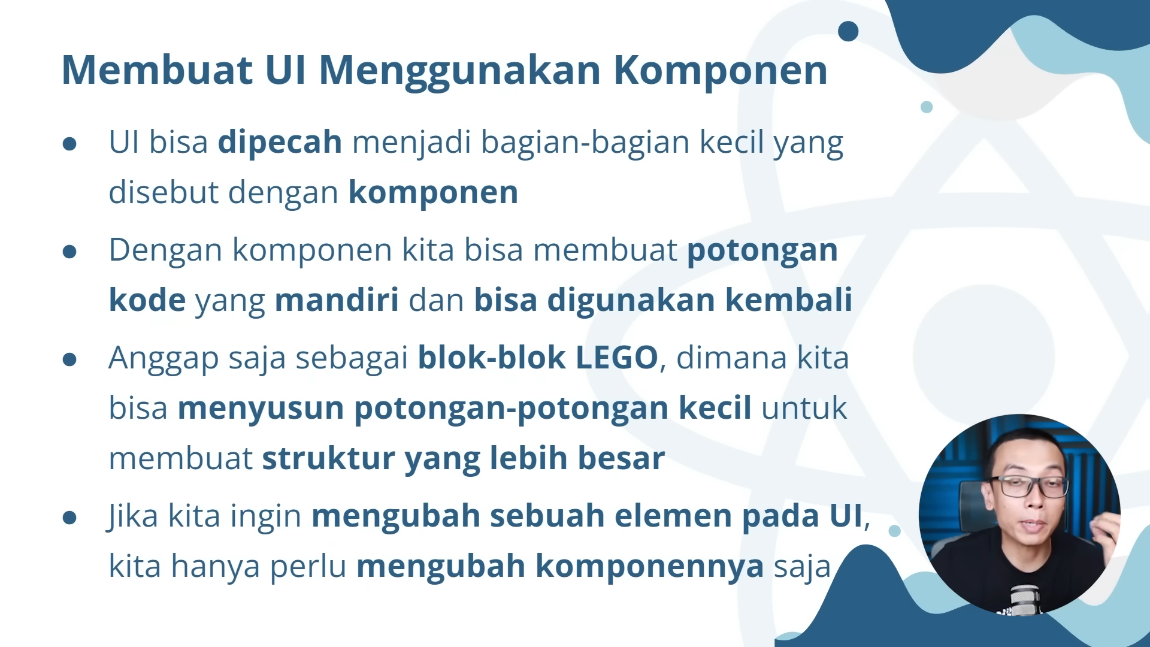 Membuat UI Menggunakan Komponen
● UI bisa dipecah menjadi bagian-bagian kecil yang
disebut dengan komponen
● Dengan komponen kita bisa membuat potongan
kode yang mandiri dan bisa digunakan kembali
● Anggap saja sebagai blok-blok LEGO, dimana kita
bisa menyusun potongan-potongan kecil untuk
membuat struktur yang lebih besar
● Jika kita ingin mengubah sebuah elemen pada UI,
kita hanya perlu mengubah komponennya saja